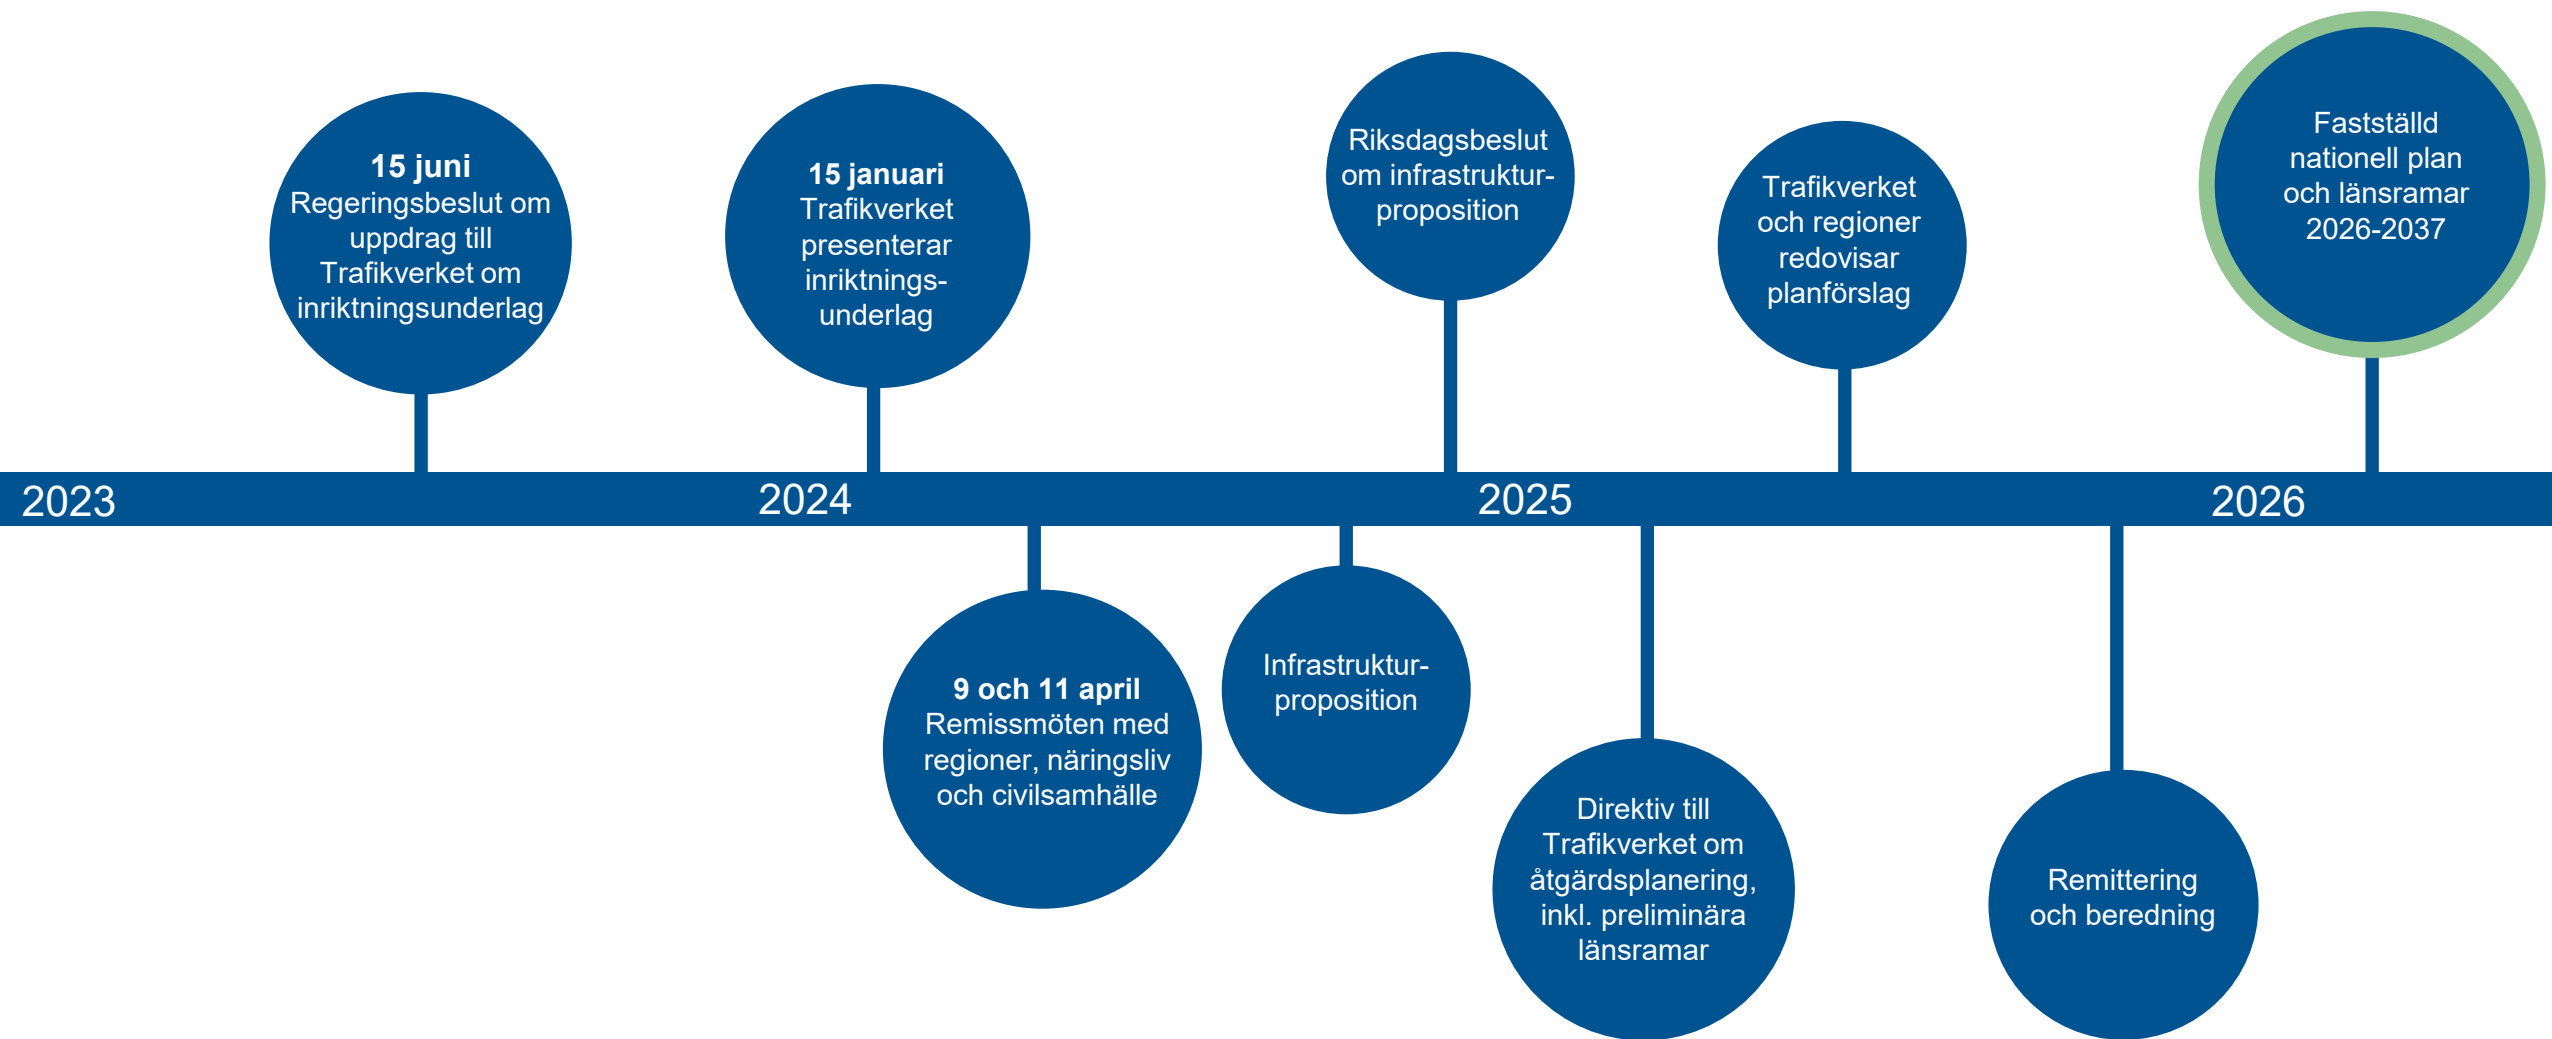 15 juni
Regeringsbeslut om
uppdrag till
Trafikverket om
inriktningsunderlag
15 januari
Trafikverket
presenterar
inriktnings-
underlag
Riksdagsbeslut
om infrastruktur-
proposition
Trafikverket
och regioner
redovisar
planförslag
Fastställd
nationell plan
och länsramar
2026-2037
2023
2024
2025
2026
9 och 11 april
Remissmöten med
regioner, näringsliv
och civilsamhälle
Infrastruktur-
proposition
Direktiv till
Trafikverket om
åtgärdsplanering,
inkl. preliminära
länsramar
Remittering
och beredning